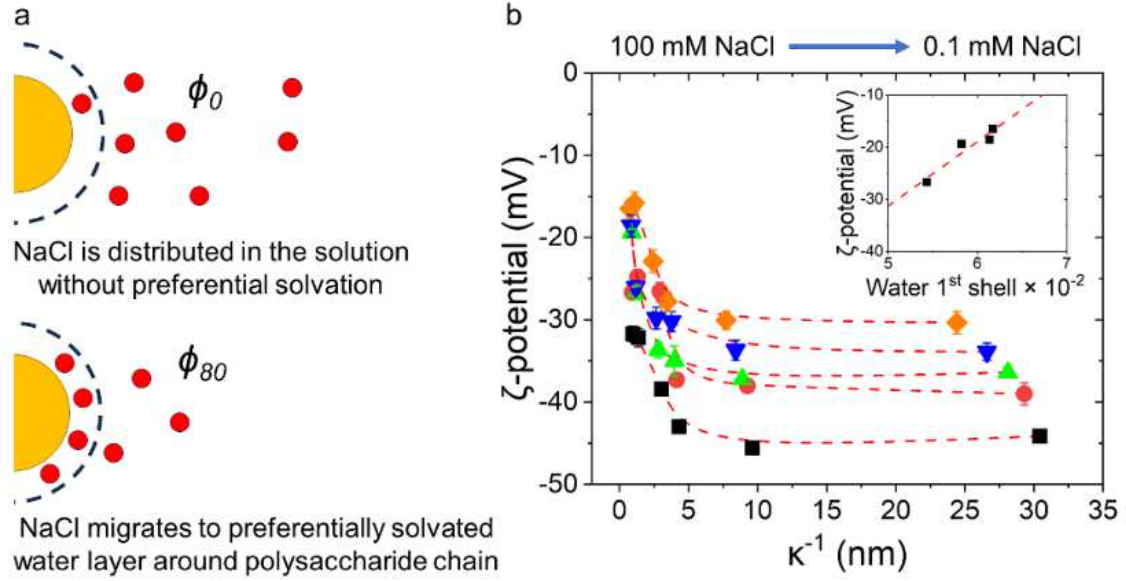 a
ϕ0
NaCl is distributed in the solution
without preferential solvation
ϕ80
NaCl migrates to preferentially solvated
water layer around polysaccharide chain
b
100 mM NaCl
0.1 mM NaCl
ζ-potential (mV)
0
-10
-20
-30
-40
-50
0
5
10
15
20
25
30
35
κ⁻¹ (nm)
ζ-potential (mV)
-10
-20
-30
-40
5
6
7
Water 1st shell × 10⁻²